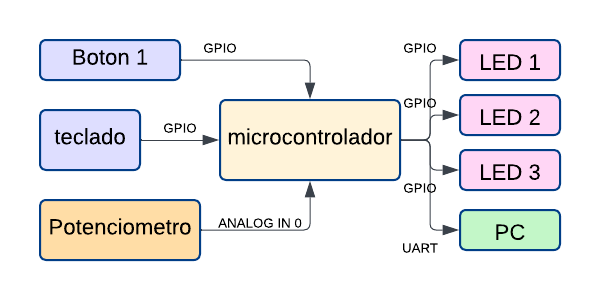 Boton 1
GPIO
GPIO
LED 1
teclado
GPIO
microcontrolador
GPIO
LED 2
LED 3
GPIO
Potenciometro
ANALOG IN 0
UART
PC